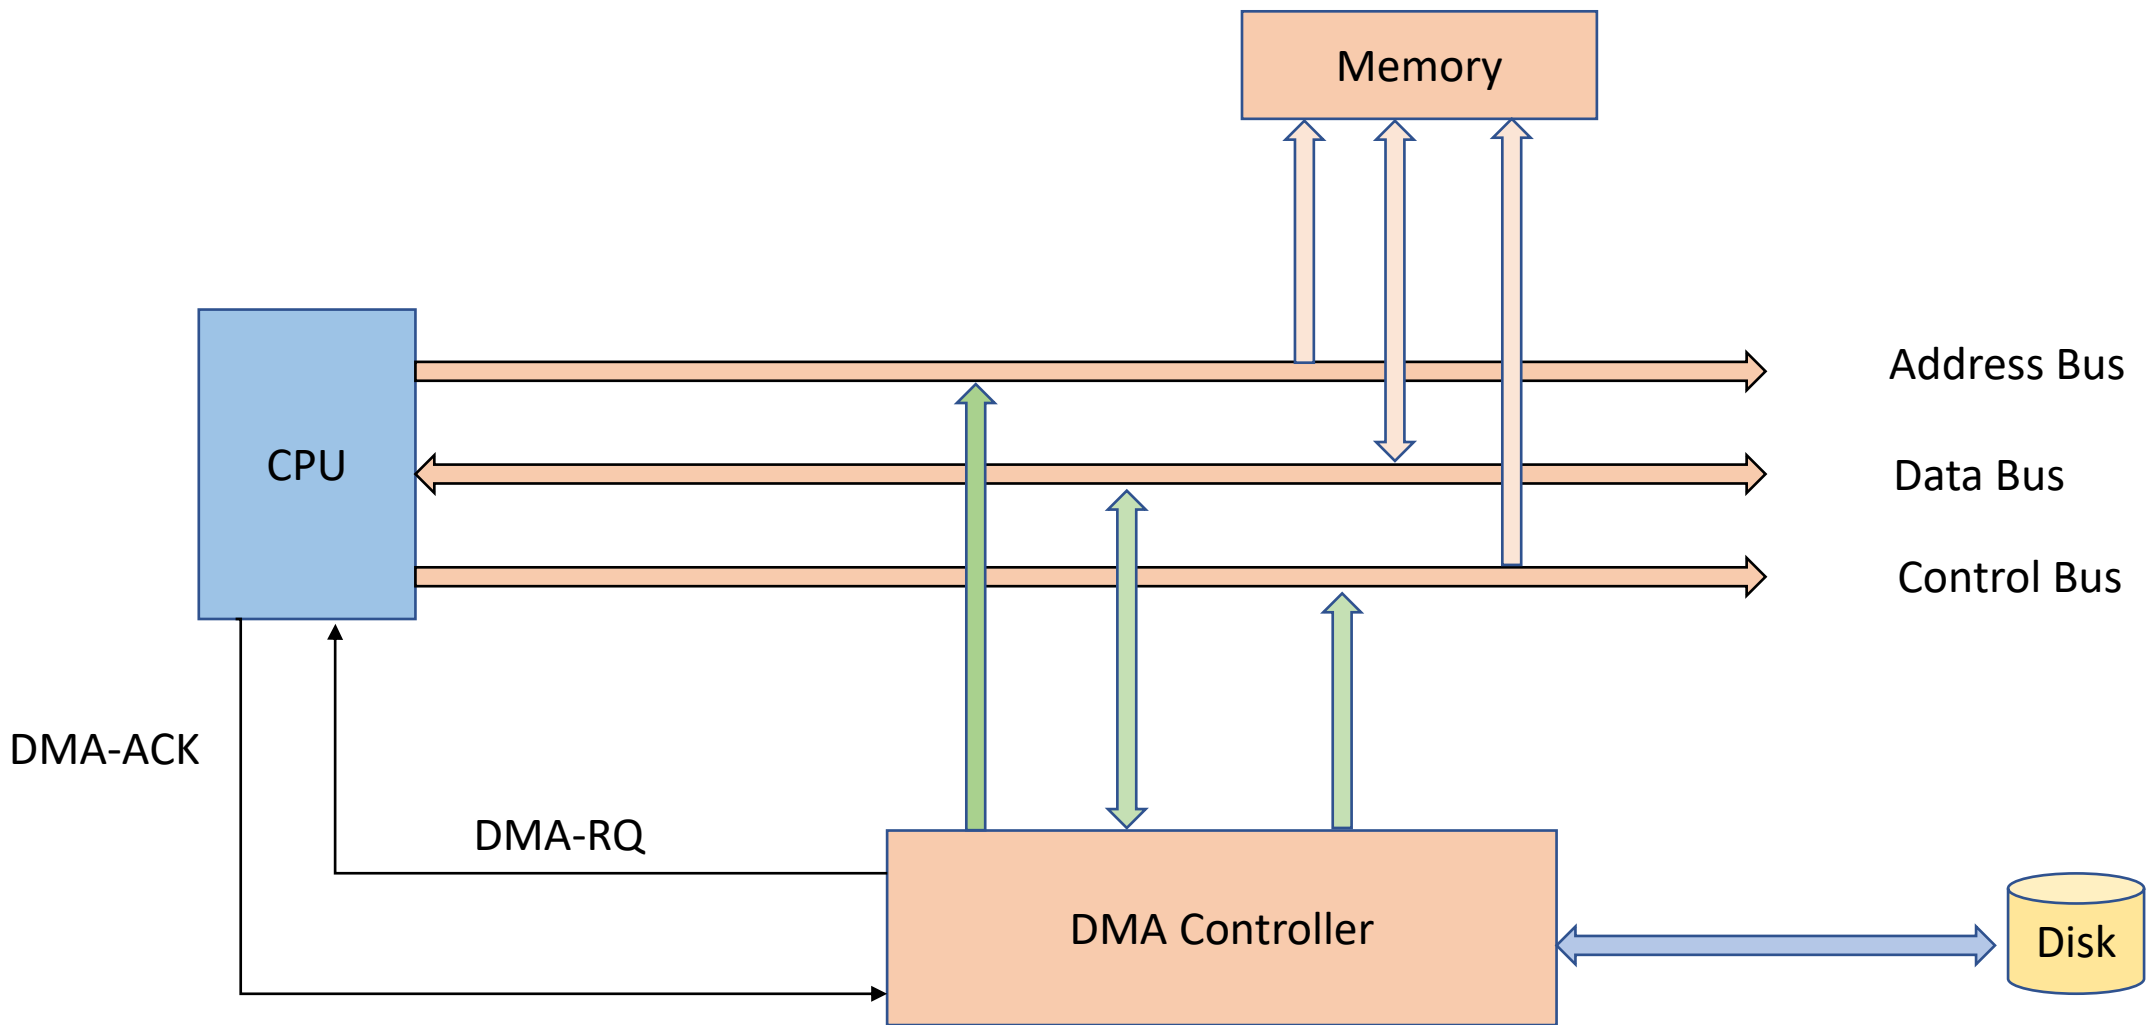 Memory
Address Bus
CPU
Data Bus
Control Bus
DMA-ACK
DMA-RQ
DMA Controller
Disk